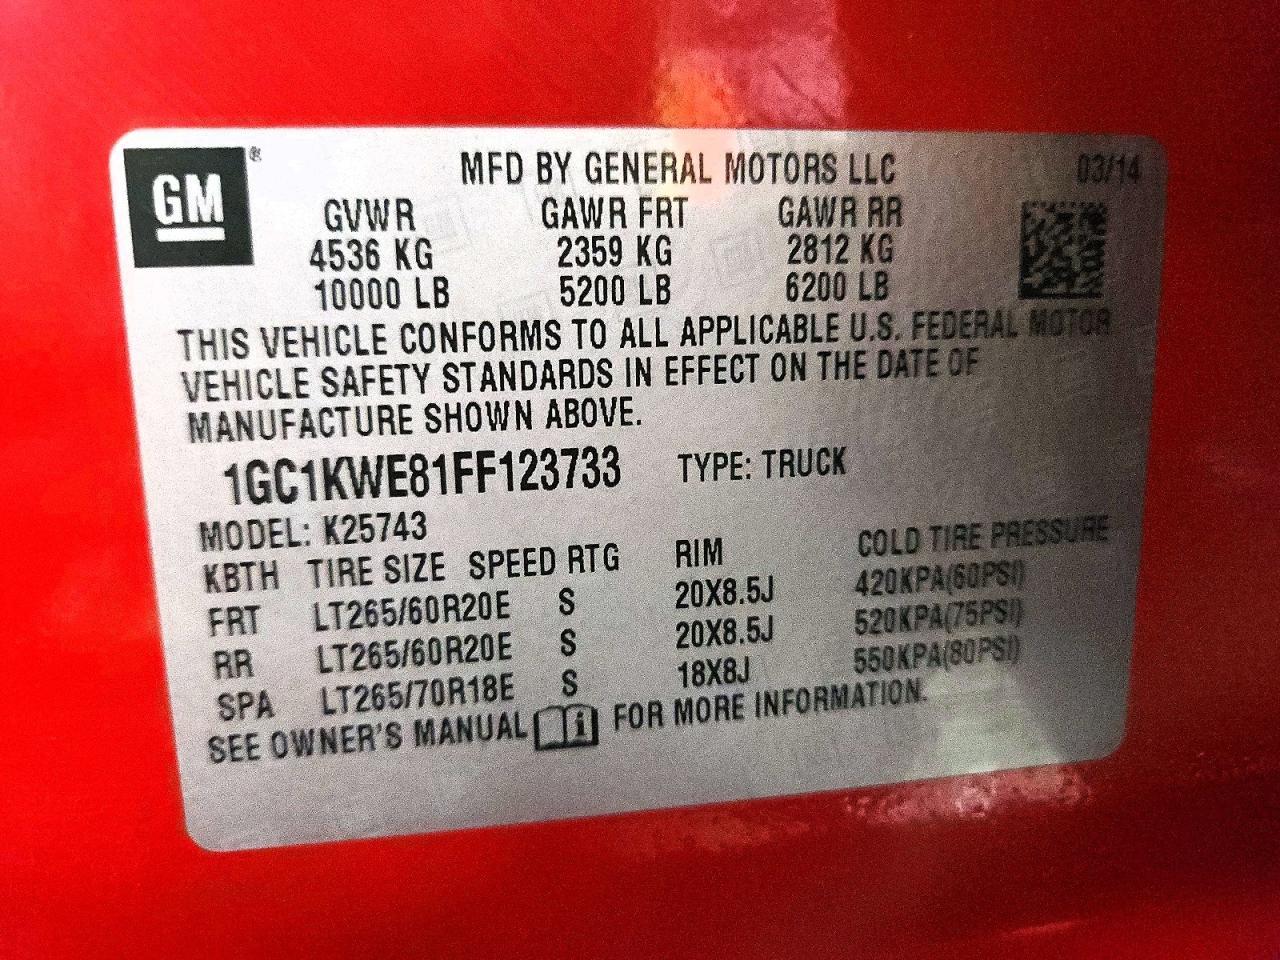 GM®
MFD BY GENERAL MOTORS LLC 03/14
GVWR GAWR FRT GAWR RR
4536 KG 2359 KG 2812 KG
10000 LB 5200 LB 6200 LB
THIS VEHICLE CONFORMS TO ALL APPLICABLE U.S. FEDERAL MOTOR
VEHICLE SAFETY STANDARDS IN EFFECT ON THE DATE OF
MANUFACTURE SHOWN ABOVE.
1GC1KWE81FF123733 TYPE: TRUCK
MODEL: K25743
KBTH TIRE SIZE SPEED RTG RIM COLD TIRE PRESSURE
FRT LT265/60R20E S 20X8.5J 420KPA(60PSI)
RR LT265/60R20E S 20X8.5J 520KPA(75PSI)
SPA LT265/70R18E S 18X8J 550KPA(80PSI)
SEE OWNER'S MANUAL i FOR MORE INFORMATION.